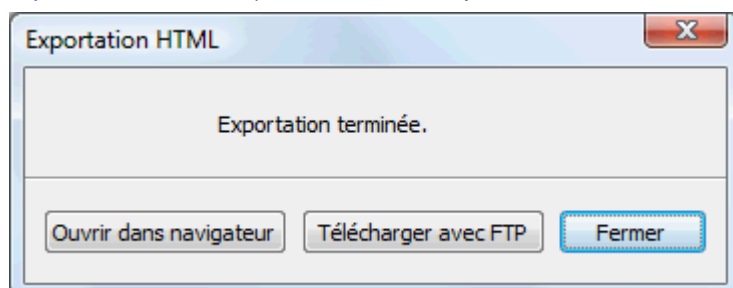 Exportation HTML
Exportation terminée.
Ouvrir dans navigateur Télécharger avec FTP Fermer